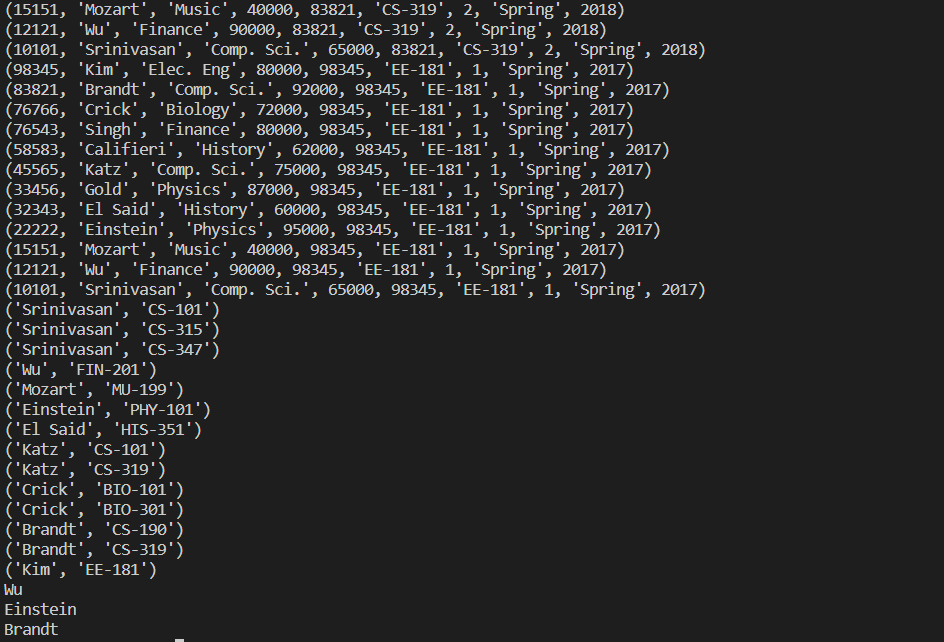 (15151, 'Mozart', 'Music', 40000, 83821, 'CS-319', 2, 'Spring', 2018)
(12121, 'Wu', 'Finance', 90000, 83821, 'CS-319', 2, 'Spring', 2018)
(10101, 'Srinivasan', 'Comp. Sci.', 65000, 83821, 'CS-319', 2, 'Spring', 2018)
(98345, 'Kim', 'Elec. Eng', 80000, 98345, 'EE-181', 1, 'Spring', 2017)
(83821, 'Brandt', 'Comp. Sci.', 92000, 98345, 'EE-181', 1, 'Spring', 2017)
(76766, 'Crick', 'Biology', 72000, 98345, 'EE-181', 1, 'Spring', 2017)
(76543, 'Singh', 'Finance', 80000, 98345, 'EE-181', 1, 'Spring', 2017)
(58583, 'Califieri', 'History', 62000, 98345, 'EE-181', 1, 'Spring', 2017)
(45565, 'Katz', 'Comp. Sci.', 75000, 98345, 'EE-181', 1, 'Spring', 2017)
(33456, 'Gold', 'Physics', 87000, 98345, 'EE-181', 1, 'Spring', 2017)
(32343, 'El Said', 'History', 60000, 98345, 'EE-181', 1, 'Spring', 2017)
(22222, 'Einstein', 'Physics', 95000, 98345, 'EE-181', 1, 'Spring', 2017)
(15151, 'Mozart', 'Music', 40000, 98345, 'EE-181', 1, 'Spring', 2017)
(12121, 'Wu', 'Finance', 90000, 98345, 'EE-181', 1, 'Spring', 2017)
(10101, 'Srinivasan', 'Comp. Sci.', 65000, 98345, 'EE-181', 1, 'Spring', 2017)
('Srinivasan', 'CS-101')
('Srinivasan', 'CS-315')
('Srinivasan', 'CS-347')
('Wu', 'FIN-201')
('Mozart', 'MU-199')
('Einstein', 'PHY-101')
('El Said', 'HIS-351')
('Katz', 'CS-101')
('Katz', 'CS-319')
('Crick', 'BIO-101')
('Crick', 'BIO-301')
('Brandt', 'CS-190')
('Brandt', 'CS-319')
('Kim', 'EE-181')
Wu
Einstein
Brandt